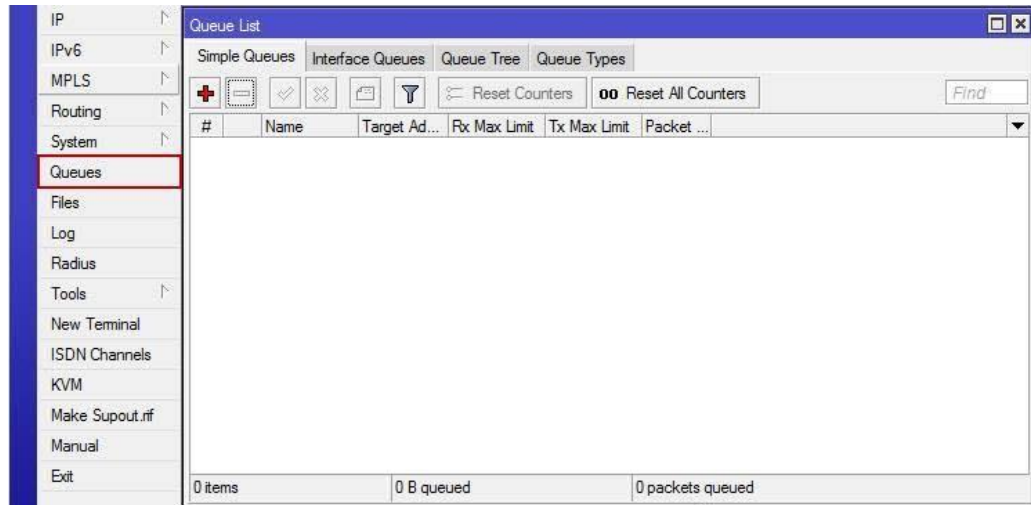 IP
IPv6
MPLS
Routing
System
Queues
Files
Log
Radius
Tools
New Terminal
ISDN Channels
KVM
Make Supout.rif
Manual
Exit
Queue List
Simple Queues Interface Queues Queue Tree Queue Types
Reset Counters 00 Reset All Counters Find
# Name Target Ad... Rx Max Limit Tx Max Limit Packet ...
0 items 0 B queued 0 packets queued